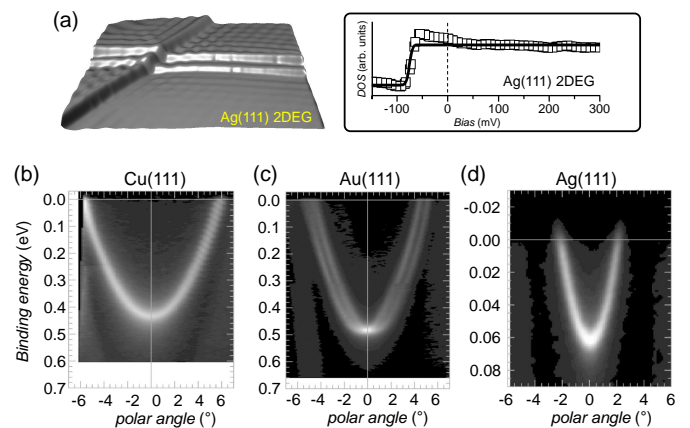 (a)
Ag(111) 2DEG
DOS (arb. units)
Ag(111) 2DEG
-100 0 100 200 300
Bias (mV)
(b) Cu(111)
(c) Au(111)
(d) Ag(111)
Binding energy (eV)
0.0
0.1
0.2
0.3
0.4
0.5
0.6
0.7
-6 -4 -2 0 2 4 6
polar angle (°)
0.0
0.1
0.2
0.3
0.4
0.5
0.6
0.7
-6 -4 -2 0 2 4 6
polar angle (°)
-0.02
0.00
0.02
0.04
0.06
0.08
-6 -4 -2 0 2 4 6
polar angle (°)